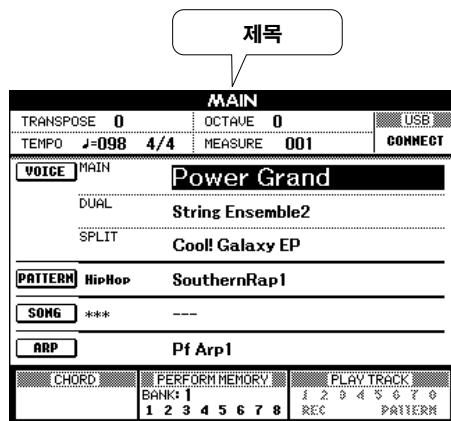 제목
MAIN
TRANSPOSE 0 OCTAVE 0 USB
TEMPO ♩=098 4/4 MEASURE 001 CONNECT
VOICE MAIN Power Grand
DUAL String Ensemble2
SPLIT Cool! Galaxy EP
PATTERN HipHop SouthernRap1
SONG *** ---
ARP Pf Arp1
CHORD PERFORM MEMORY PLAY TRACK
BANK: 1 1 2 3 4 5 6 7 8
1 2 3 4 5 6 7 8 REC PATTERN